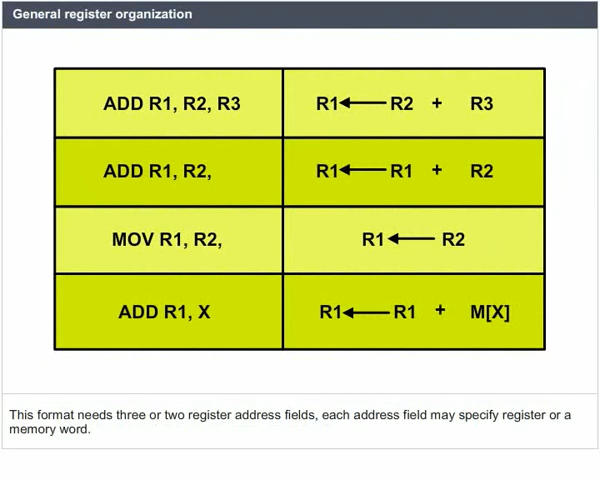 General register organization
ADD R1, R2, R3 R1 ← R2 + R3
ADD R1, R2, R1 ← R1 + R2
MOV R1, R2, R1 ← R2
ADD R1, X R1 ← R1 + M[X]
This format needs three or two register address fields, each address field may specify register or a
memory word.